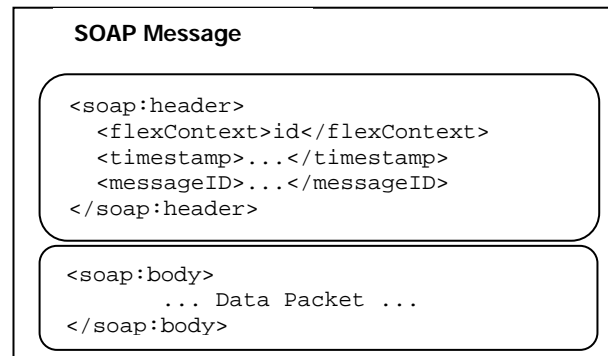 SOAP Message
<soap:header>
<flexContext>id</flexContext>
<timestamp>...</timestamp>
<messageID>...</messageID>
</soap:header>
<soap:body>
... Data Packet ...
</soap:body>